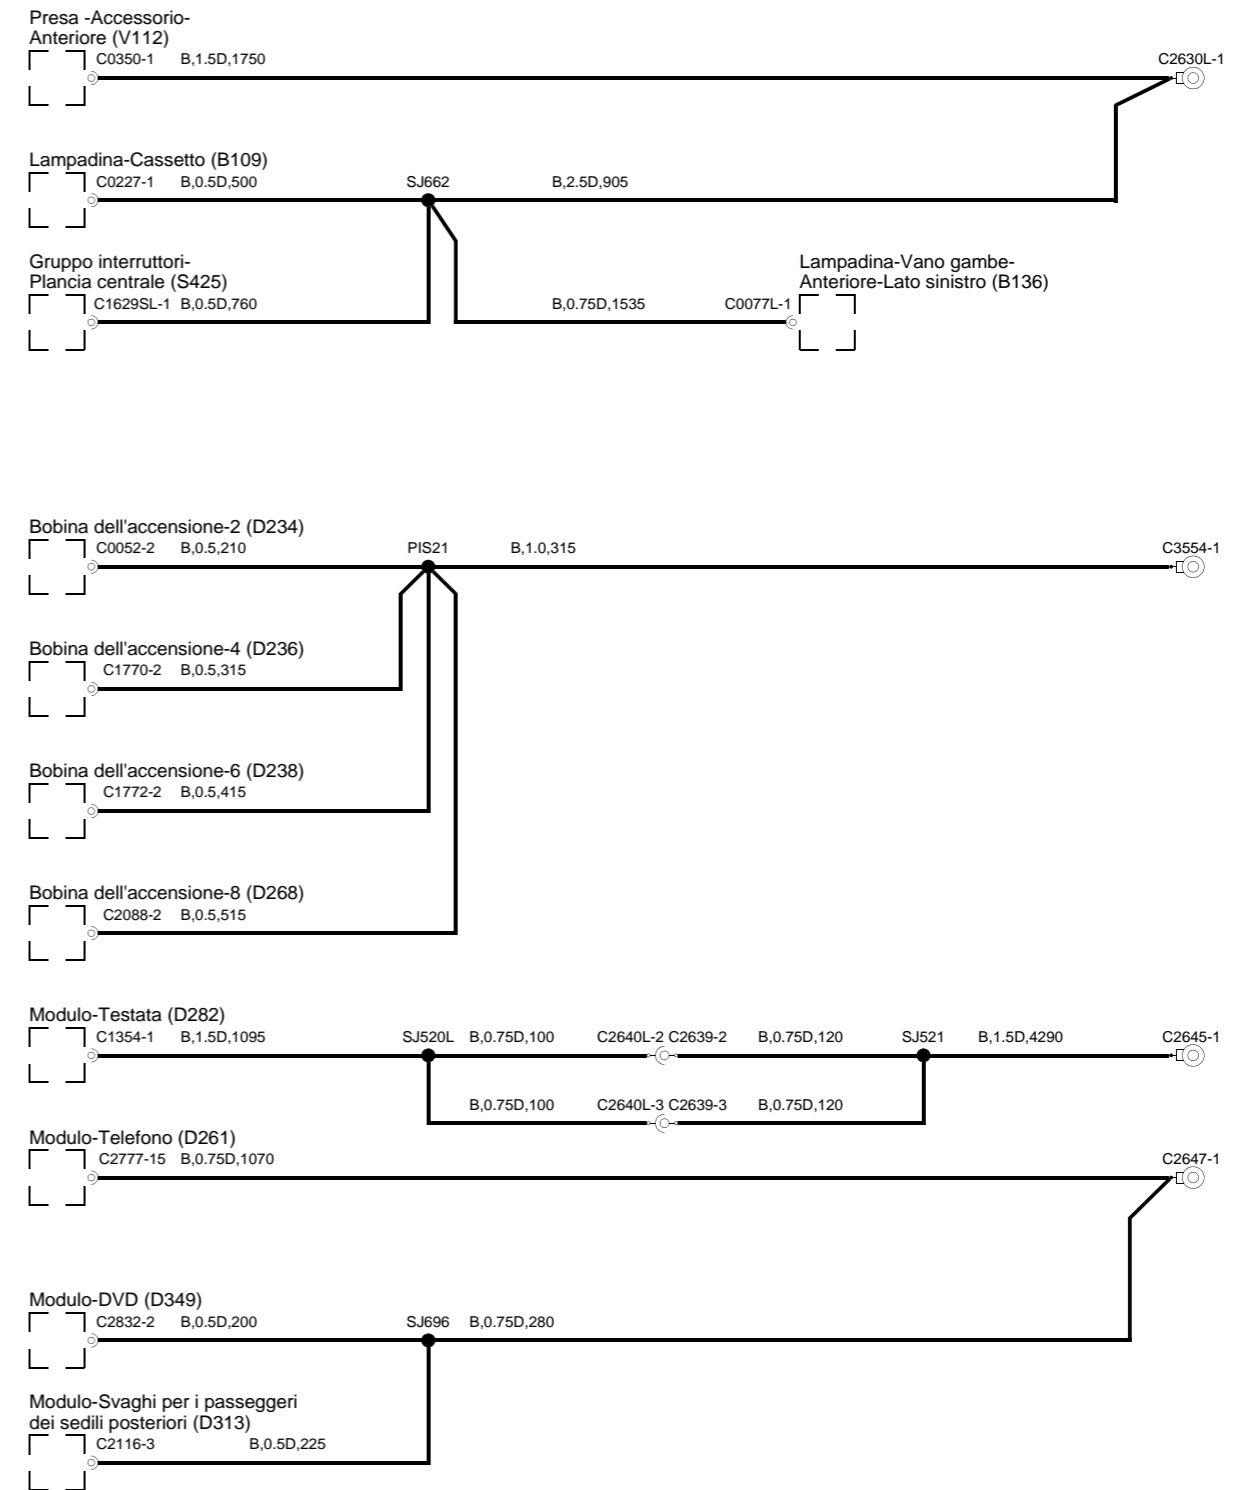 Presa -Accessorio-
Anteriore (V112)
C0350-1 B,1.5D,1750 C2630L-1
Lampadina-Cassetto (B109)
C0227-1 B,0.5D,500 SJ662 B,2.5D,905
Gruppo interruttori-
Plancia centrale (S425)
C1629SL-1 B,0.5D,760
Lampadina-Vano gambe-
Anteriore-Lato sinistro (B136)
B,0.75D,1535 C0077L-1
Bobina dell'accensione-2 (D234)
C0052-2 B,0.5,210 PIS21 B,1.0,315 C3554-1
Bobina dell'accensione-4 (D236)
C1770-2 B,0.5,315
Bobina dell'accensione-6 (D238)
C1772-2 B,0.5,415
Bobina dell'accensione-8 (D268)
C2088-2 B,0.5,515
Modulo-Testata (D282)
C1354-1 B,1.5D,1095 SJ520L B,0.75D,100 C2640L-2 C2639-2 B,0.75D,120 SJ521 B,1.5D,4290 C2645-1
B,0.75D,100 C2640L-3 C2639-3 B,0.75D,120
Modulo-Telefono (D261)
C2777-15 B,0.75D,1070 C2647-1
Modulo-DVD (D349)
C2832-2 B,0.5D,200 SJ696 B,0.75D,280
Modulo-Svaghi per i passeggeri
dei sedili posteriori (D313)
C2116-3 B,0.5D,225